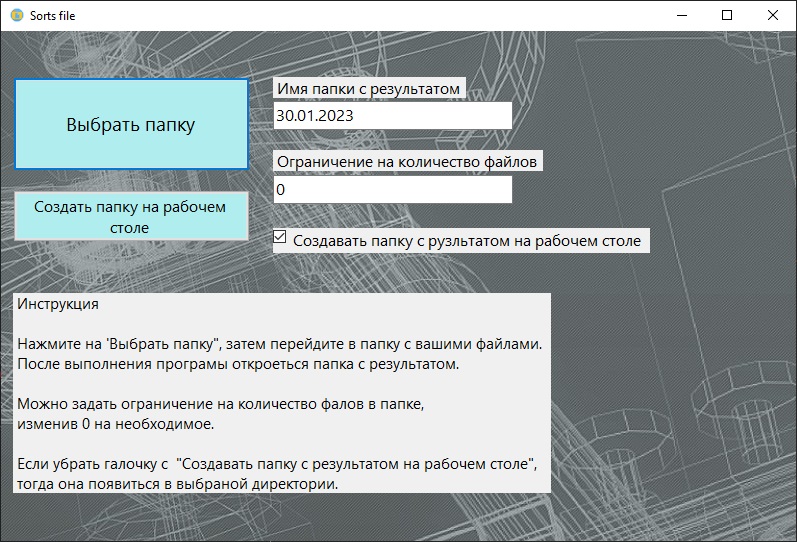 Sorts file
Выбрать папку
Имя папки с результатом
30.01.2023
Ограничение на количество файлов
0
Создать папку на рабочем
столе
Создавать папку с рузльтатом на рабочем столе
Инструкция
Нажмите на 'Выбрать папку", затем перейдите в папку с вашими файлами.
После выполнения програмы откроеться папка с результатом.
Можно задать ограничение на количество фалов в папке,
изменив 0 на необходимое.
Если убрать галочку с  "Создавать папку с результатом на рабочем столе",
тогда она появиться в выбраной директории.